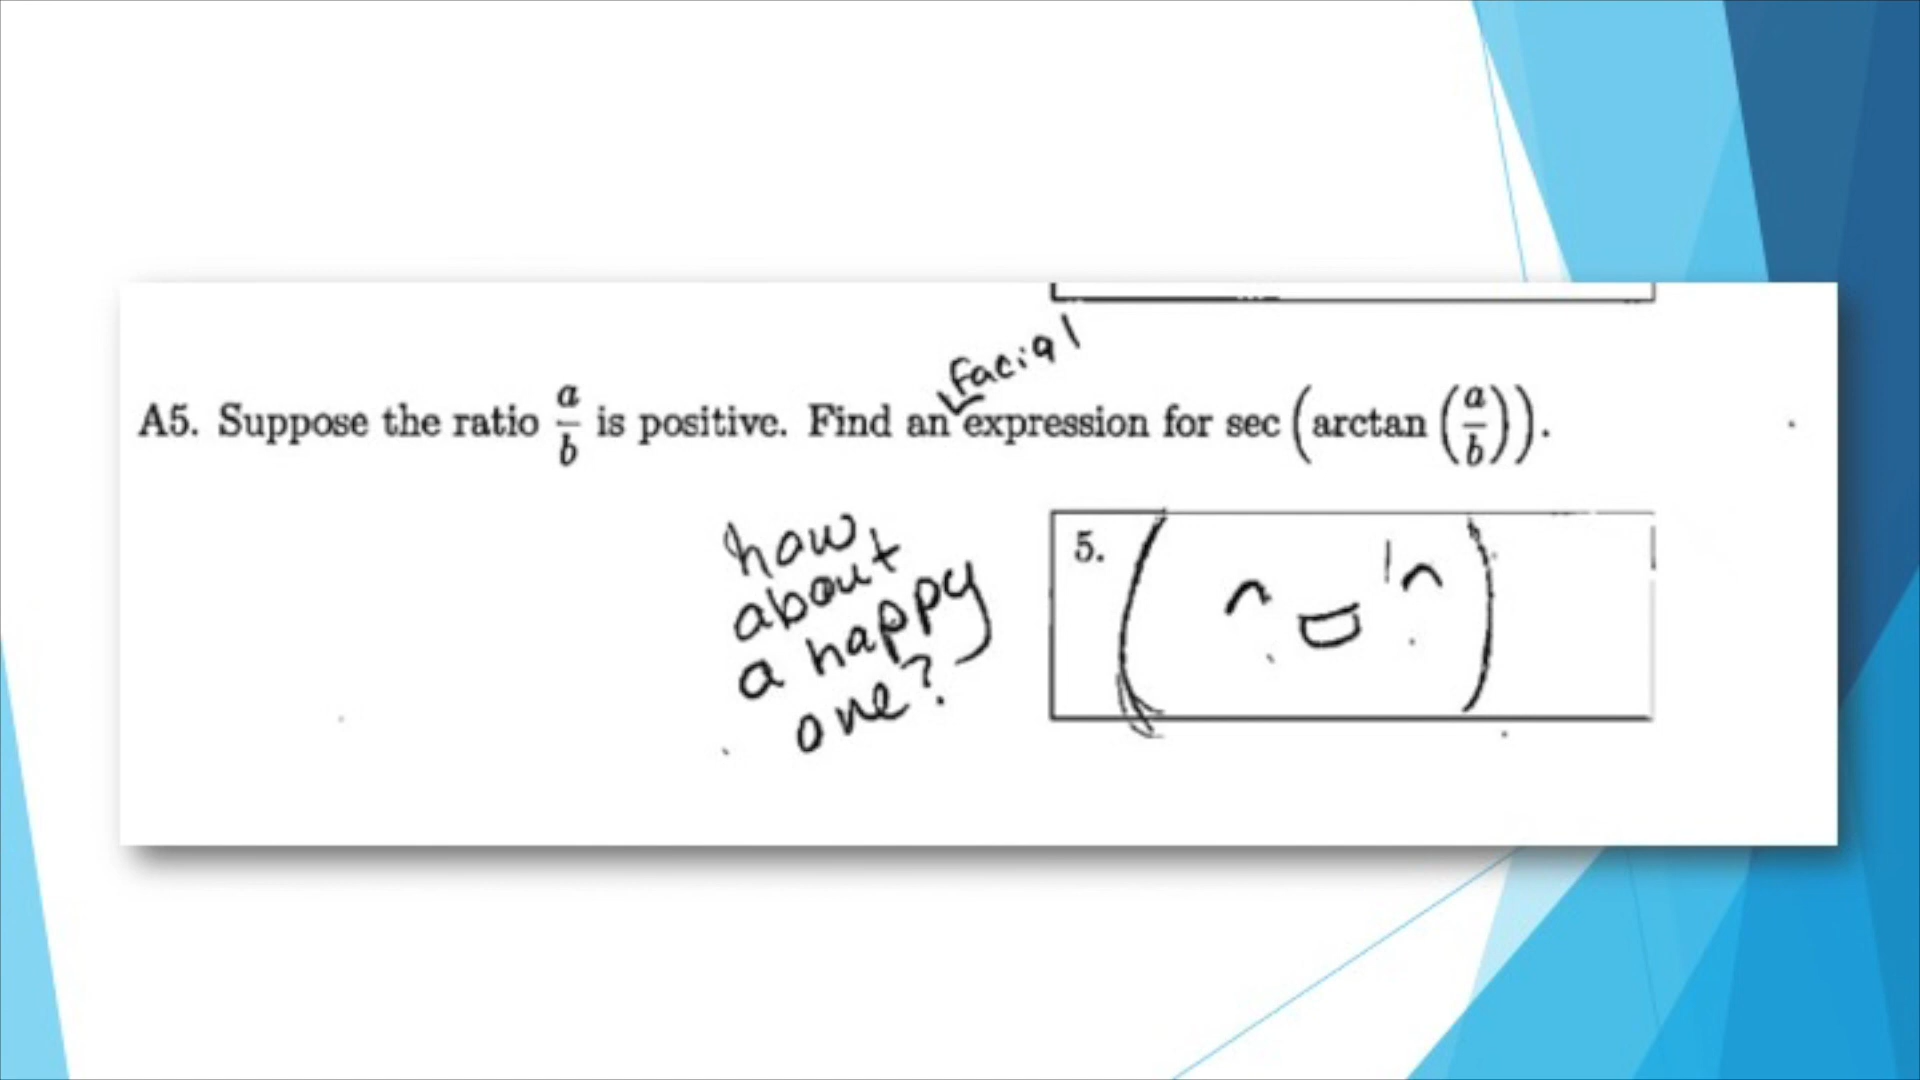 facial
A5. Suppose the ratio a/b is positive. Find an expression for sec (arctan (a/b)).
how
about
a happy
one?
5.